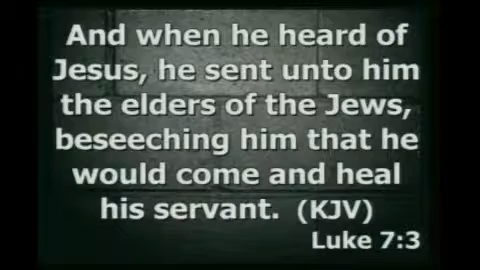 And when he heard of
Jesus, he sent unto him
the elders of the Jews,
beseeching him that he
would come and heal
his servant. (KJV)
Luke 7:3